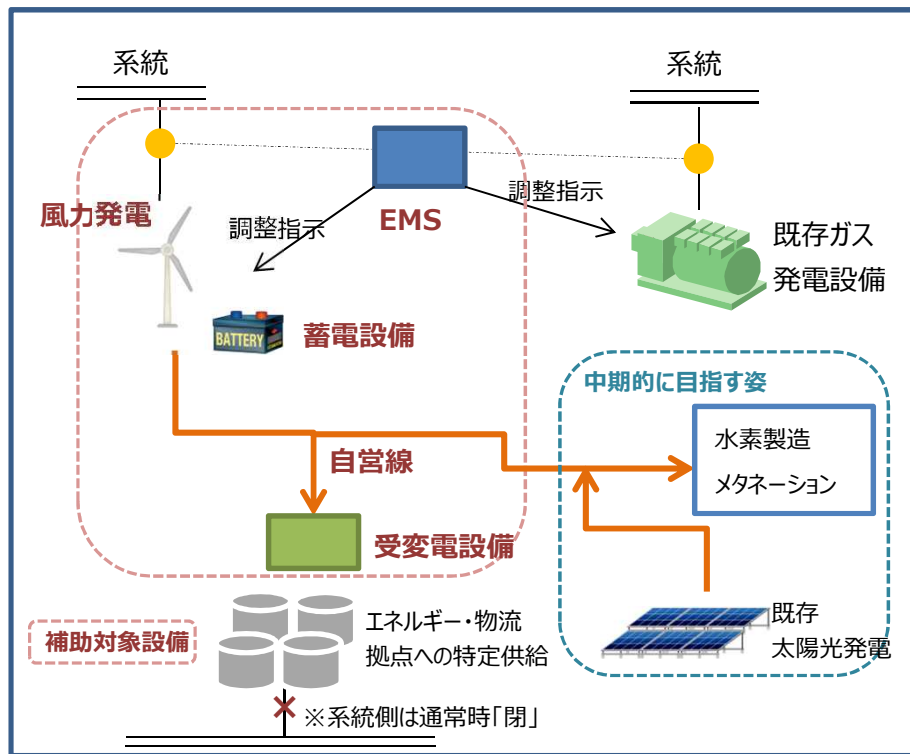 系統
系統
風力発電
調整指示
EMS
調整指示
既存ガス
発電設備
BATTERY
蓄電設備
中期的に目指す姿
水素製造
メタネーション
自営線
受変電設備
補助対象設備
エネルギー・物流
拠点への特定供給
既存
太陽光発電
※系統側は通常時「閉」